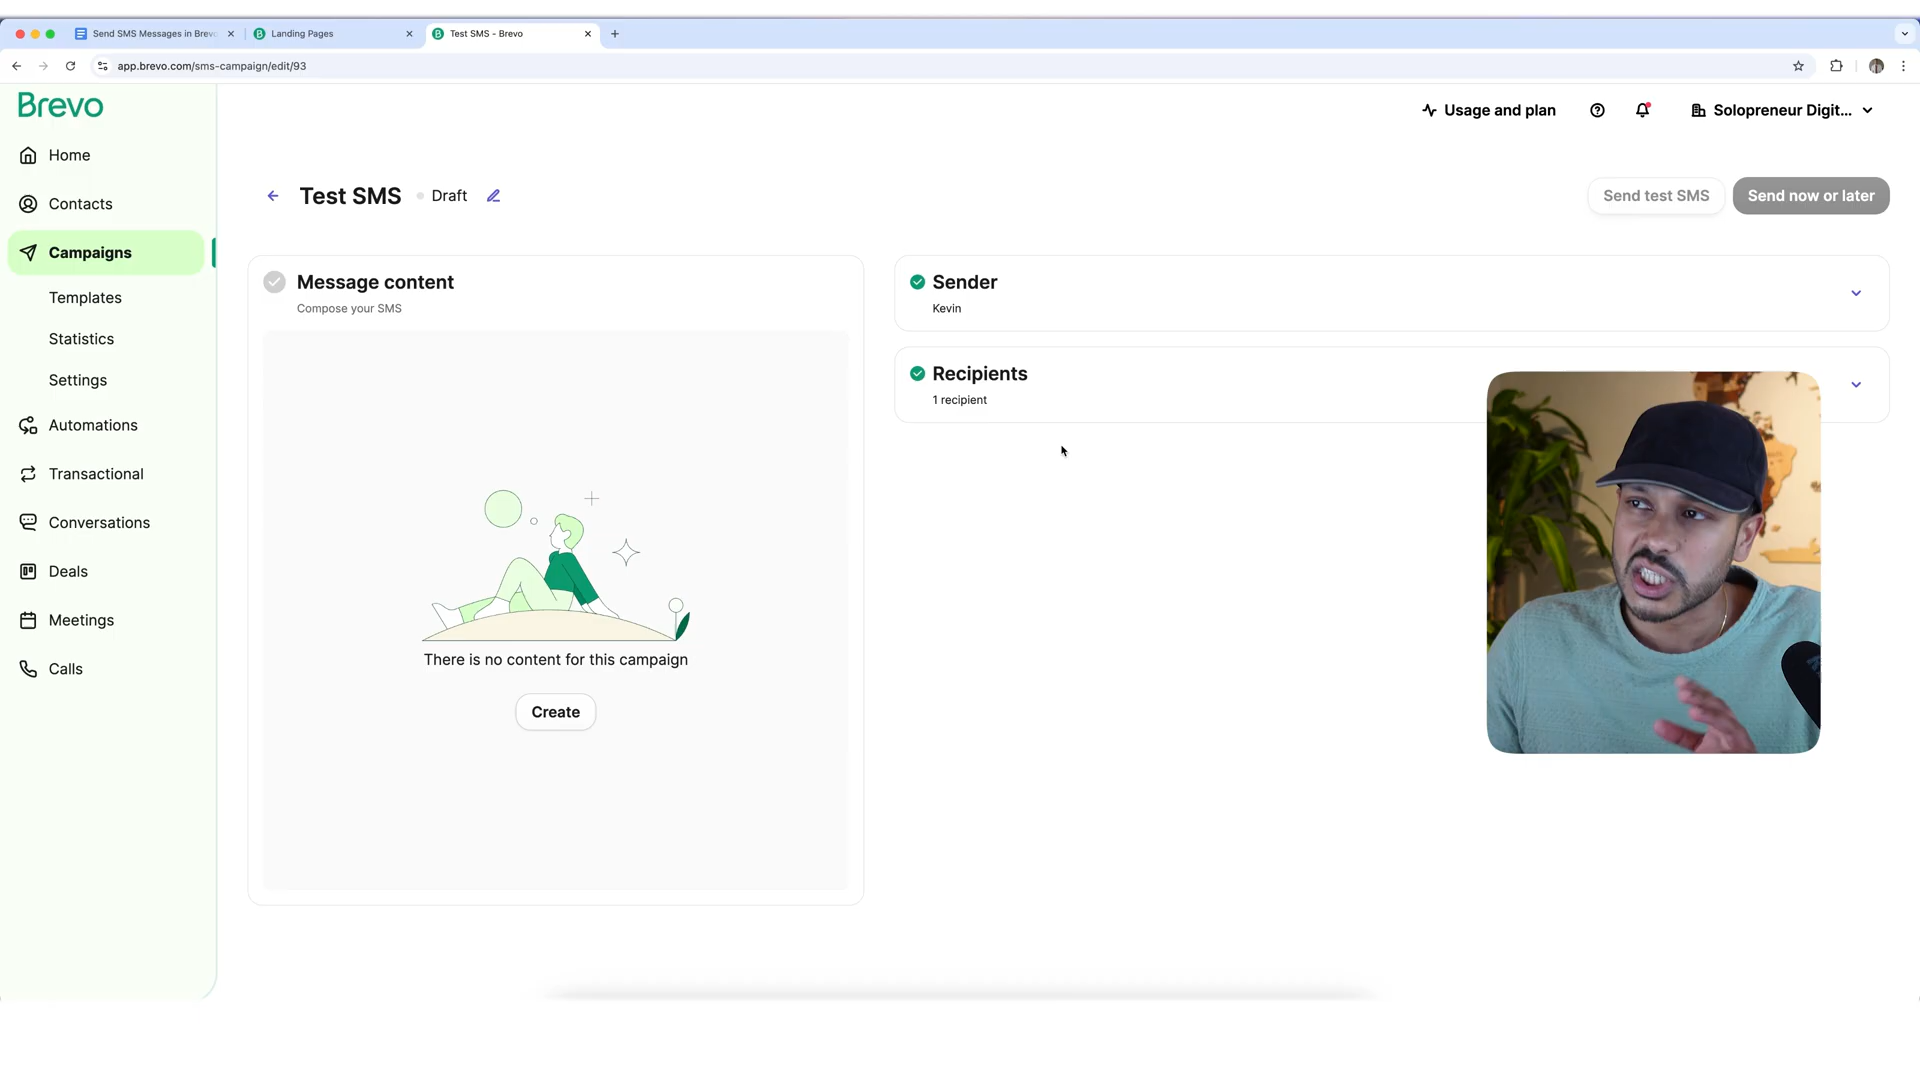 Send SMS Messages in Brevo
Landing Pages
Test SMS - Brevo
app.brevo.com/sms-campaign/edit/93
Brevo
Usage and plan
Solopreneur Digit...
Home
Contacts
Campaigns
Templates
Statistics
Settings
Automations
Transactional
Conversations
Deals
Meetings
Calls
Test SMS
Draft
Send test SMS
Send now or later
Message content
Compose your SMS
There is no content for this campaign
Create
Sender
Kevin
Recipients
1 recipient